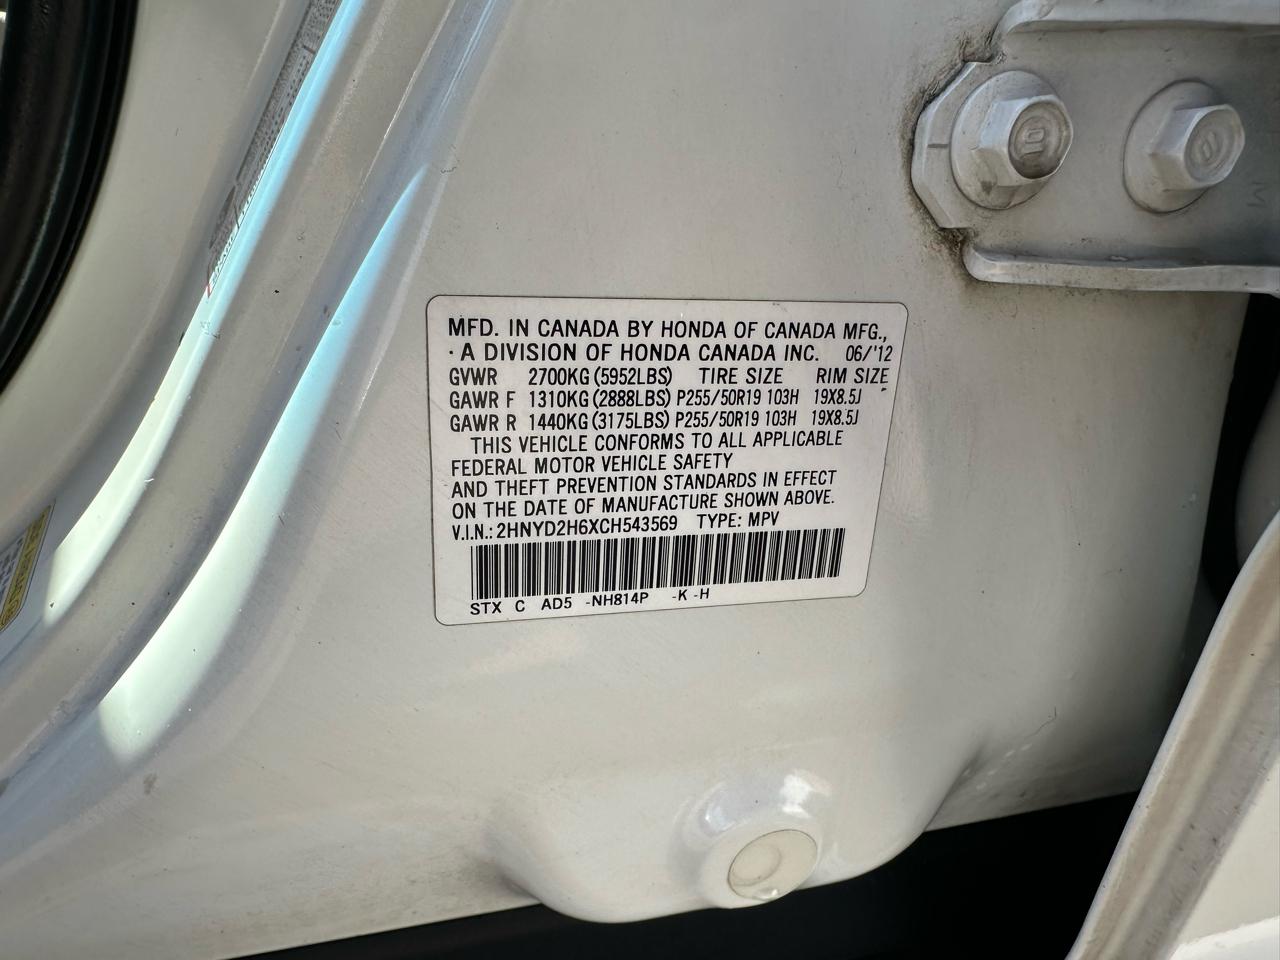 MFD. IN CANADA BY HONDA OF CANADA MFG.,
A DIVISION OF HONDA CANADA INC. 06/'12
GVWR 2700KG (5952LBS) TIRE SIZE RIM SIZE
GAWR F 1310KG (2888LBS) P255/50R19 103H 19X8.5J
GAWR R 1440KG (3175LBS) P255/50R19 103H 19X8.5J
THIS VEHICLE CONFORMS TO ALL APPLICABLE
FEDERAL MOTOR VEHICLE SAFETY
AND THEFT PREVENTION STANDARDS IN EFFECT
ON THE DATE OF MANUFACTURE SHOWN ABOVE.
V.I.N.: 2HNYD2H6XCH543569 TYPE: MPV
STX C AD5 -NH814P -K -H
10